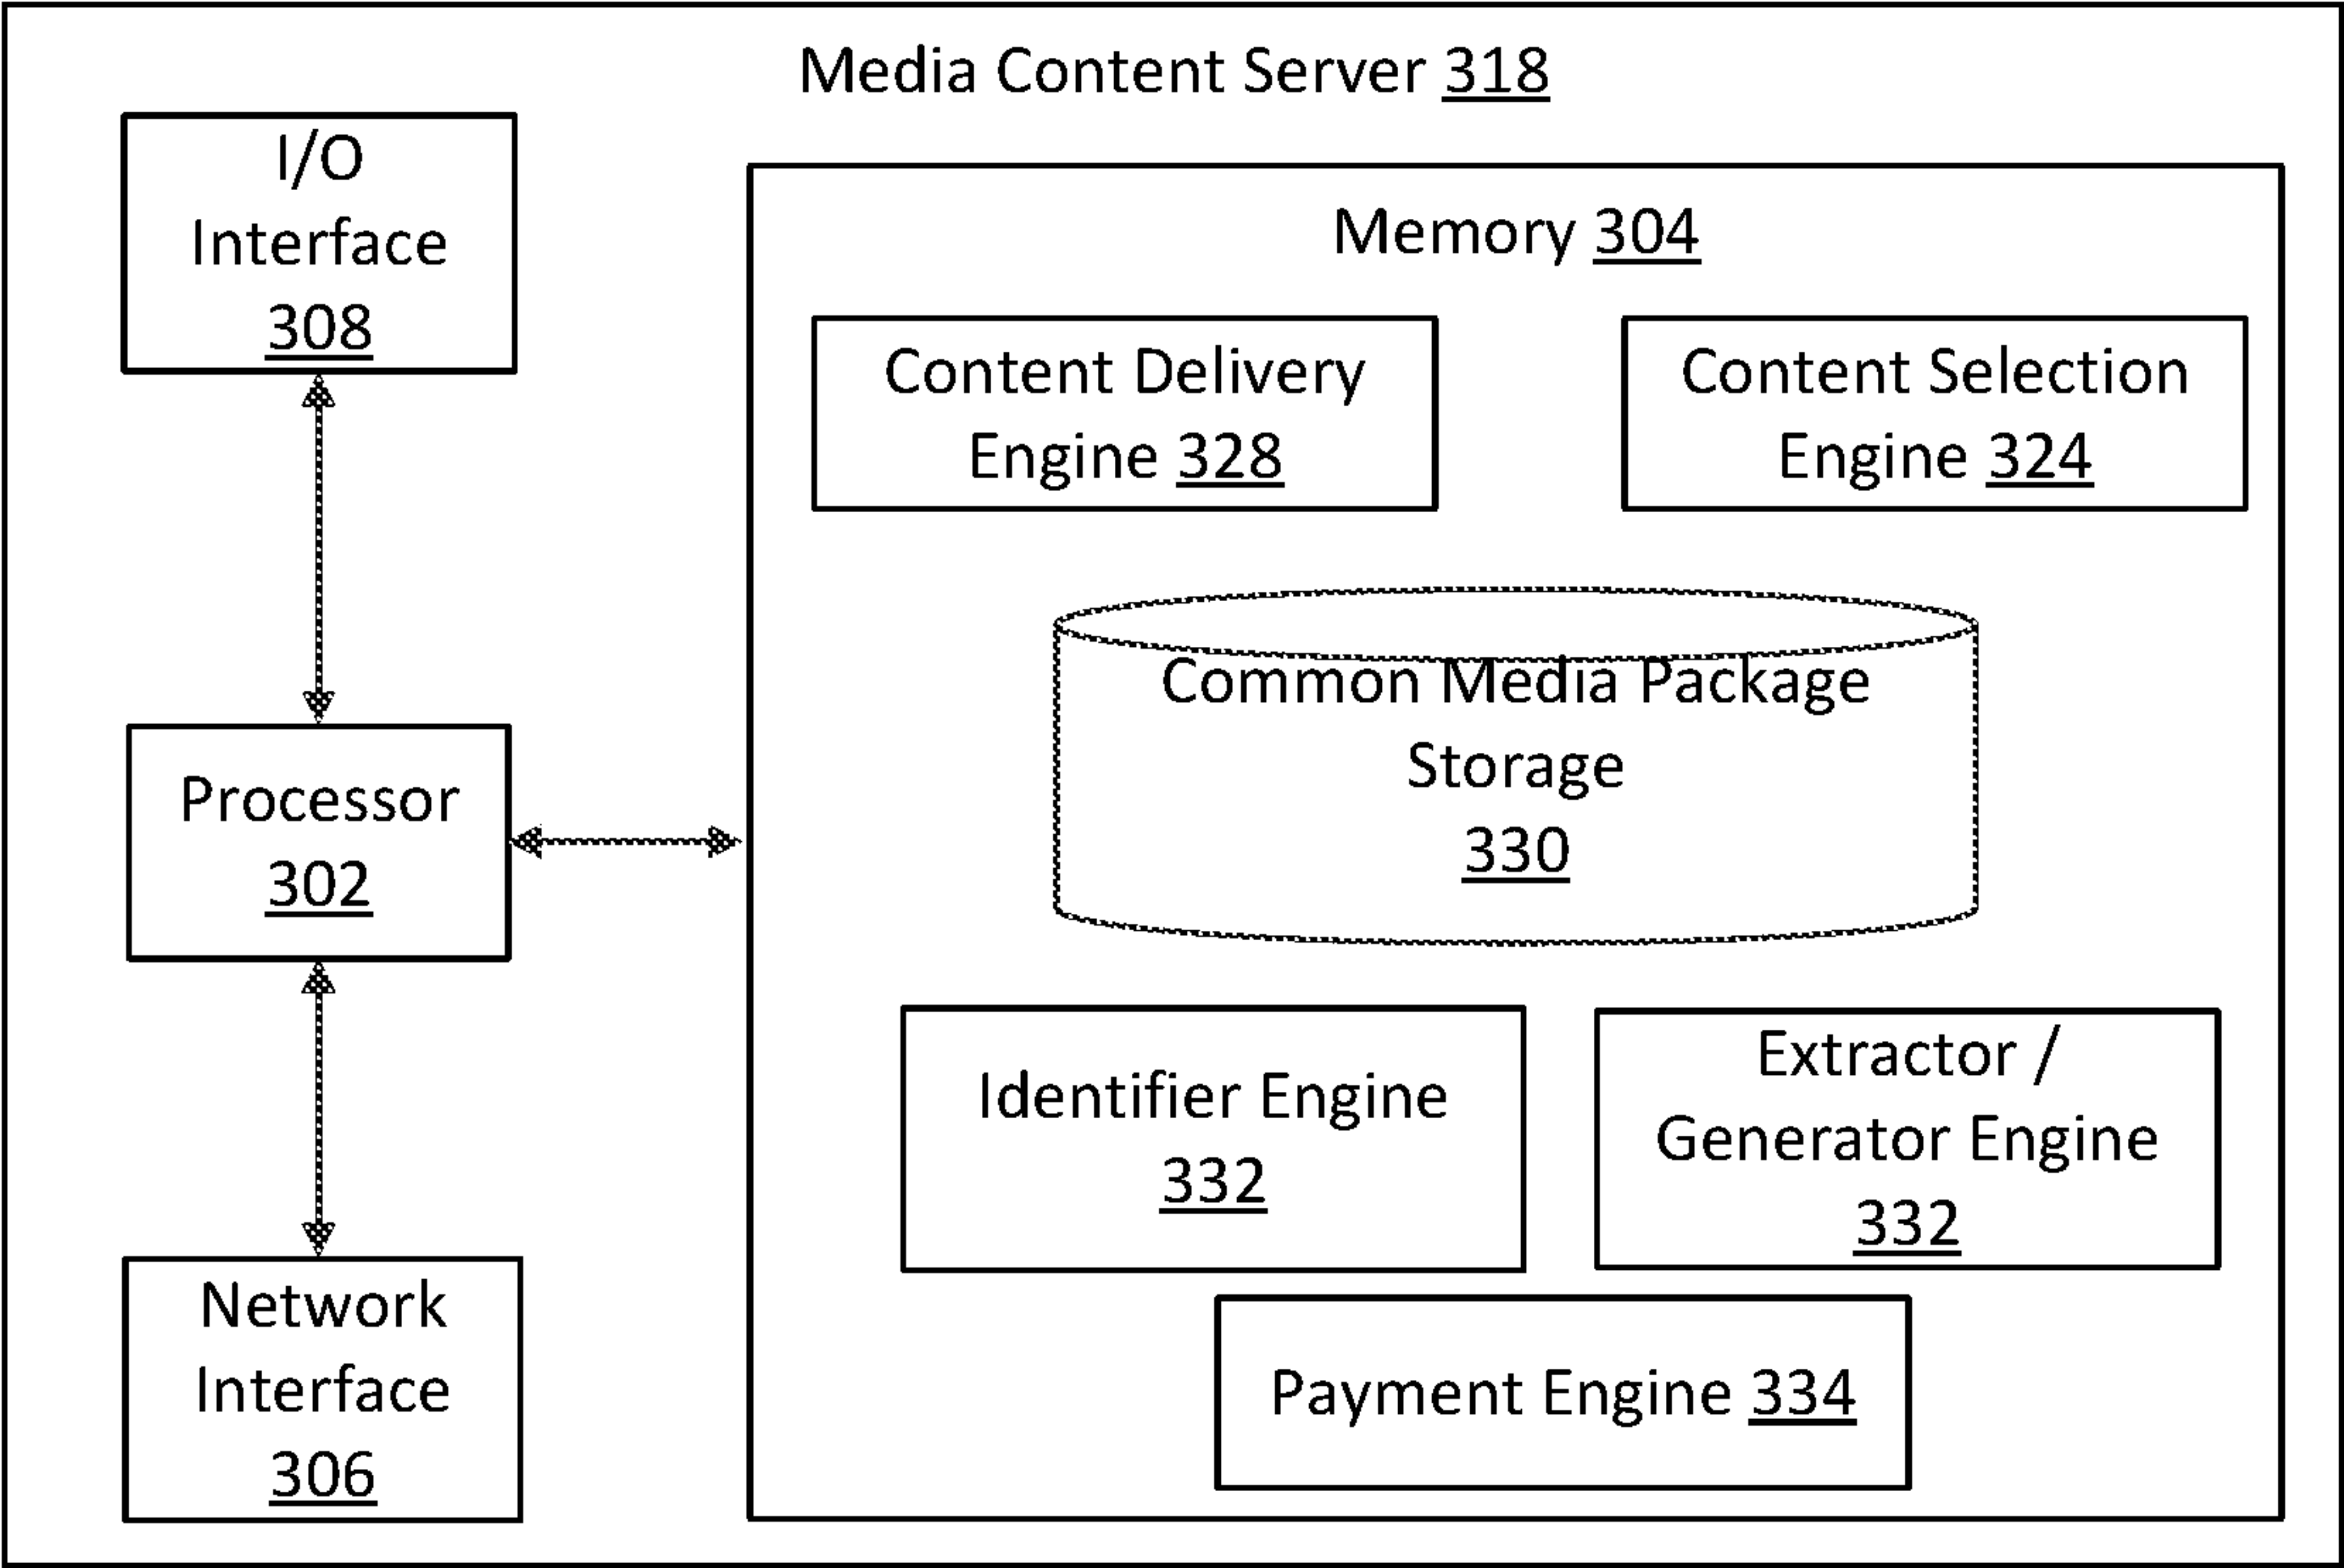 Media Content Server 318
I/O
Interface
308
Processor
302
Network
Interface
306
Memory 304
Content Delivery
Engine 328
Content Selection
Engine 324
Common Media Package
Storage
330
Identifier Engine
332
Extractor /
Generator Engine
332
Payment Engine 334